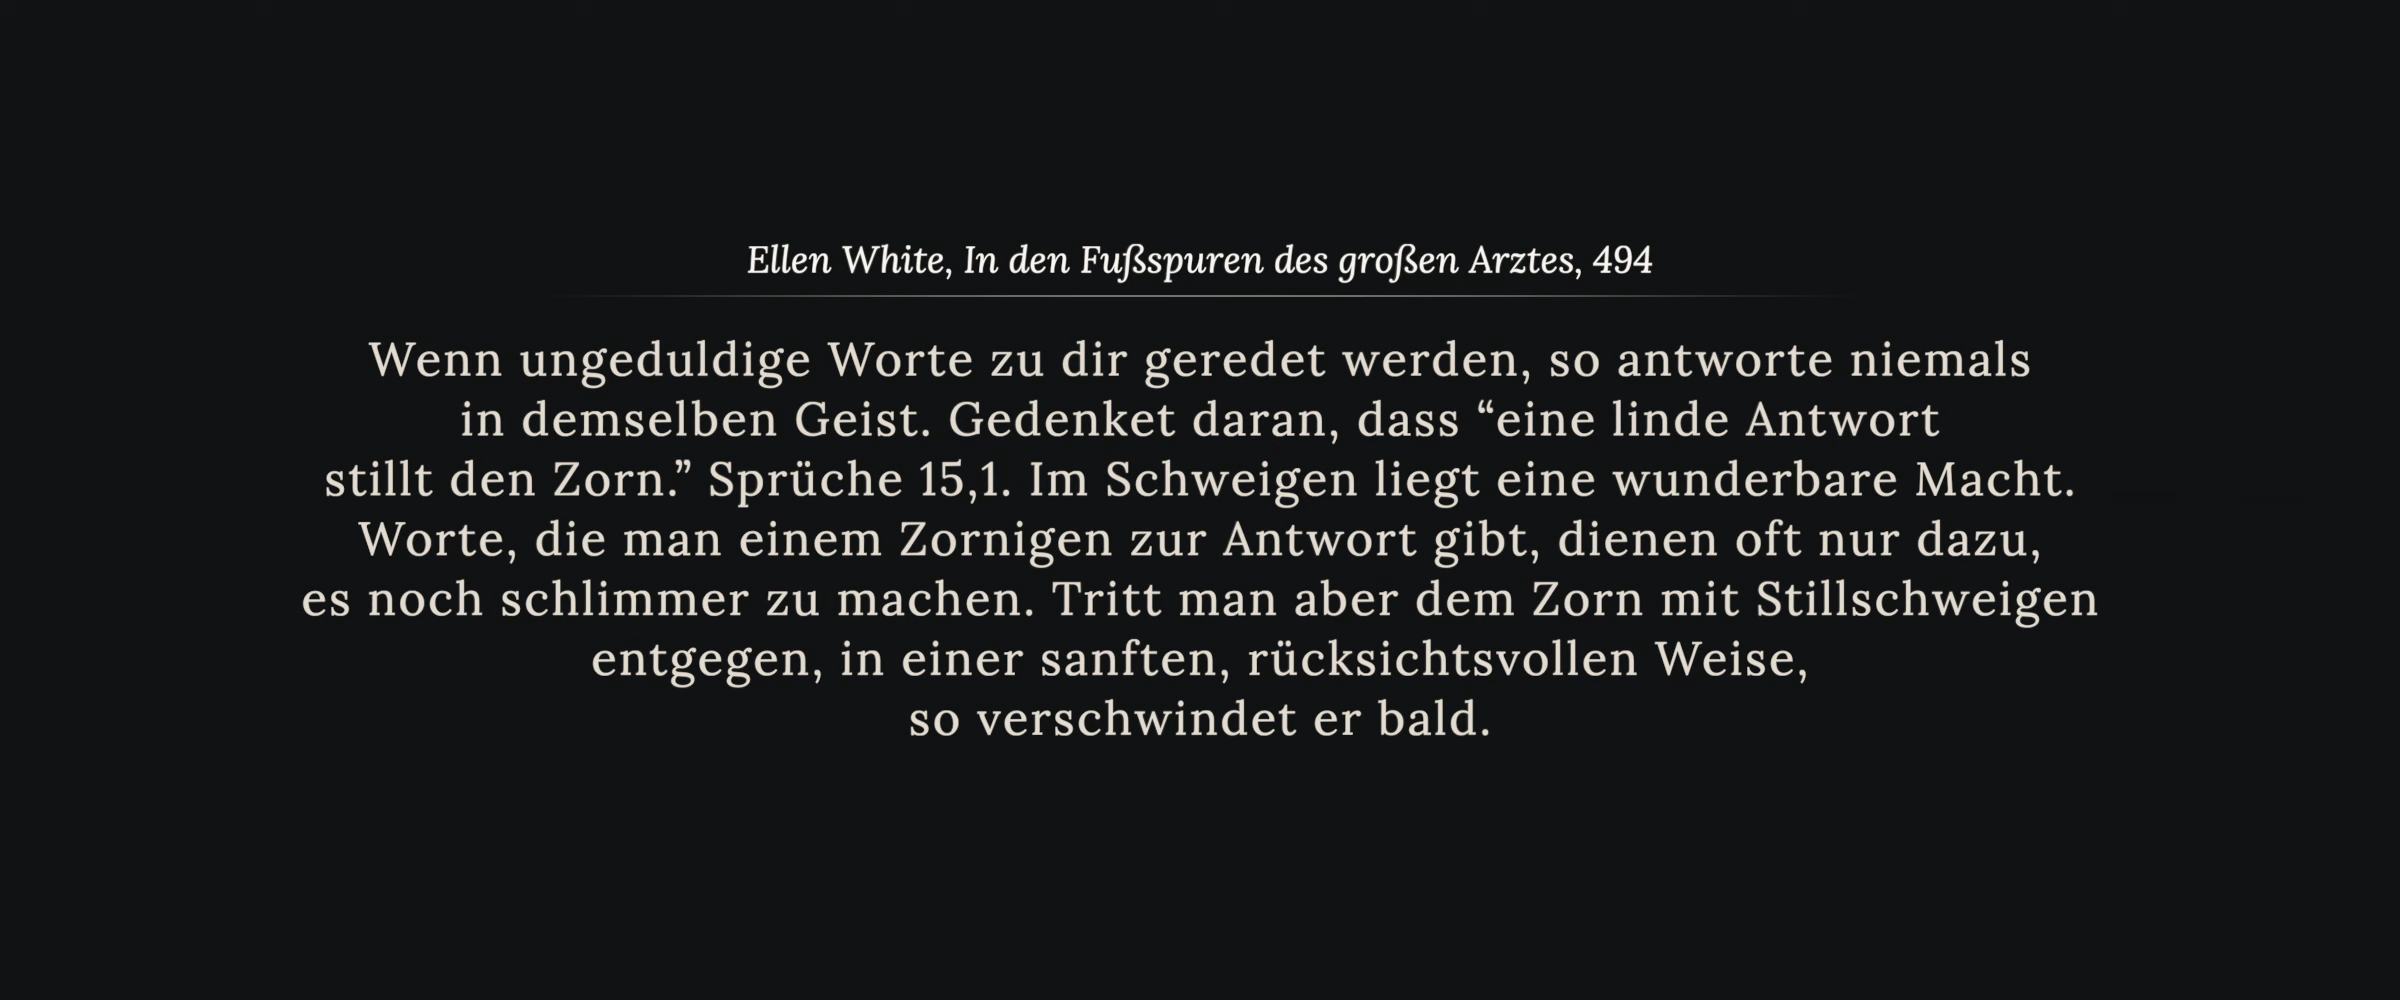 Ellen White, In den Fußspuren des großen Arztes, 494
Wenn ungeduldige Worte zu dir geredet werden, so antworte niemals
in demselben Geist. Gedenket daran, dass “eine linde Antwort
stillt den Zorn.” Sprüche 15,1. Im Schweigen liegt eine wunderbare Macht.
Worte, die man einem Zornigen zur Antwort gibt, dienen oft nur dazu,
es noch schlimmer zu machen. Tritt man aber dem Zorn mit Stillschweigen
entgegen, in einer sanften, rücksichtsvollen Weise,
so verschwindet er bald.